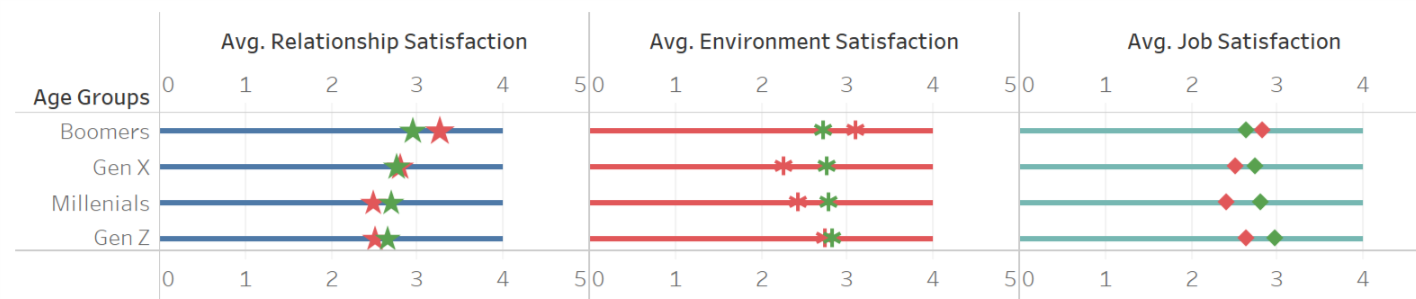 Avg. Relationship Satisfaction Avg. Environment Satisfaction Avg. Job Satisfaction
0 1 2 3 4 5 0 1 2 3 4 5 0 1 2 3 4
Age Groups
Boomers
Gen X
Millenials
Gen Z
0 1 2 3 4 5 0 1 2 3 4 5 0 1 2 3 4